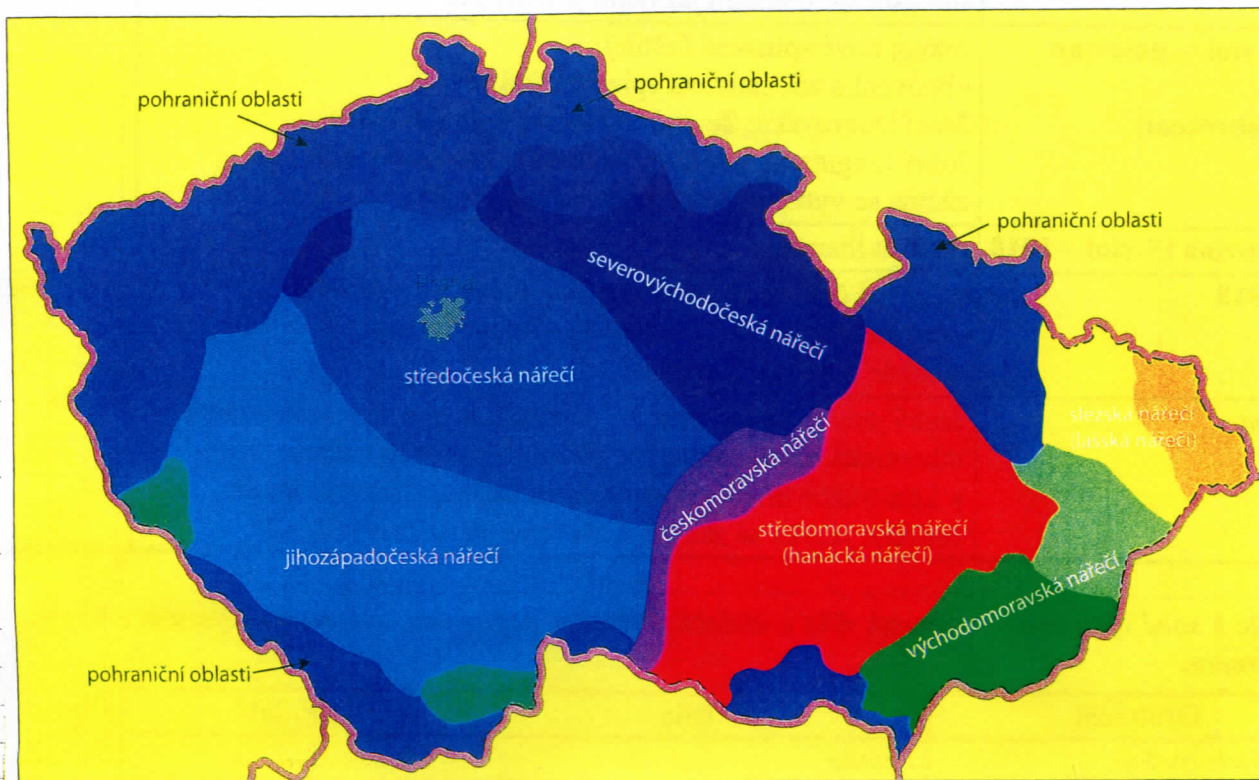 pohraniční oblasti
pohraniční oblasti
pohraniční oblasti
severovýchodočeská nářečí
středočeská nářečí
slezská nářečí
(lašská nářečí)
českomoravská nářečí
středomoravská nářečí
(hanácká nářečí)
jihozápadočeská nářečí
východomoravská nářečí
pohraniční oblasti